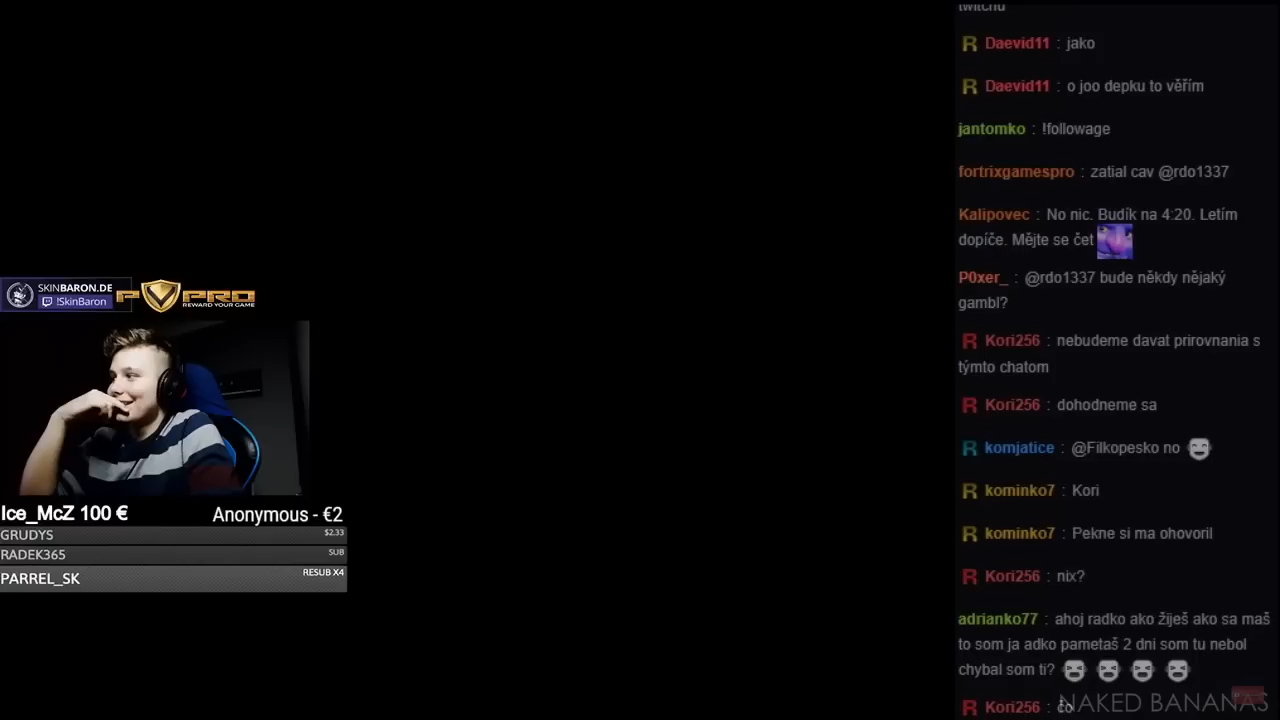 SKINBARON.DE
!SkinBaron
PVPRO
REWARD YOUR GAME
Ice_McZ 100 €
Anonymous - €2
GRUDYS
$2.33
RADEK365
SUB
PARREL_SK
RESUB X4
twitchu
Daevid11 : jako
Daevid11 : o joo depku to věřím
jantomko : !followage
fortrixgamespro : zatial cav @rdo1337
Kalipovec : No nic. Budík na 4:20. Letím
dopíče. Mějte se čet
P0xer_ : @rdo1337 bude někdy nějaký
gambl?
R Kori256 : nebudeme davat prirovnania s
týmto chatom
R Kori256 : dohodneme sa
R komjatice : @Filkopesko no
R kominko7 : Kori
R kominko7 : Pekne si ma ohovoril
R Kori256 : nix?
adrianko77 : ahoj radko ako žiješ ako sa maš
to som ja adko pametaš 2 dni som tu nebol
chybal som ti?
R Kori256 : čo
NAKED BANANAS